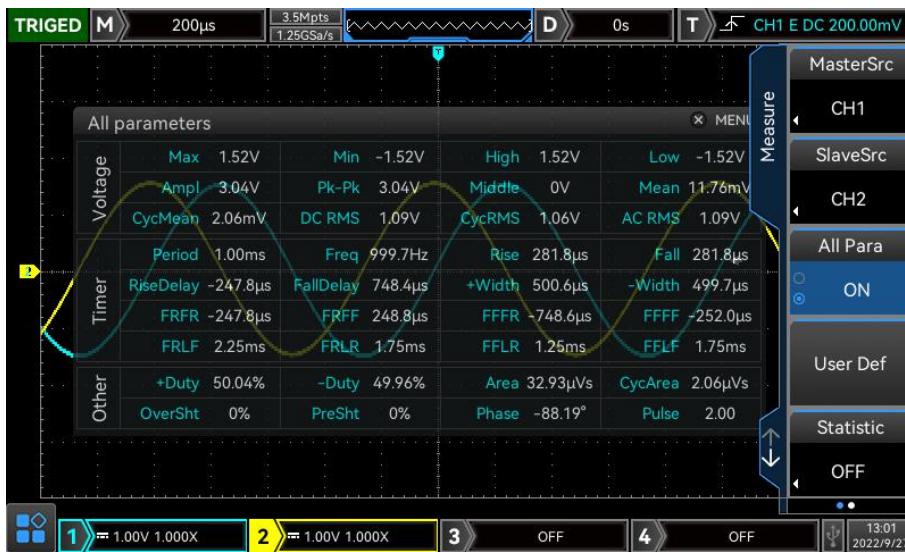 TRIGED M 200μs 3.5Mpts D 0s T CH1 E DC 200.00mV
1.25GSa/s
T
MasterSrc
CH1
Measure
SlaveSrc
CH2
All Para
ON
User Def
Statistic
OFF
All parameters MENU
Voltage
Max 1.52V Min -1.52V High 1.52V Low -1.52V
Ampl 3.04V Pk-Pk 3.04V Middle 0V Mean 11.76mV
CycMean 2.06mV DC RMS 1.09V CycRMS 1.06V AC RMS 1.09V
Timer
Period 1.00ms Freq 999.7Hz Rise 281.8μs Fall 281.8μs
RiseDelay -247.8μs FallDelay 748.4μs +Width 500.6μs -Width 499.7μs
FRFR -247.8μs FRFF 248.8μs FFFR -748.6μs FFFF -252.0μs
FRLF 2.25ms FRLR 1.75ms FFLR 1.25ms FFLF 1.75ms
Other
+Duty 50.04% -Duty 49.96% Area 32.93μVs CycArea 2.06μVs
OverSht 0% PreSht 0% Phase -88.19° Pulse 2.00
2
1 1.00V 1.000X 2 1.00V 1.000X 3 OFF 4 OFF
13:01